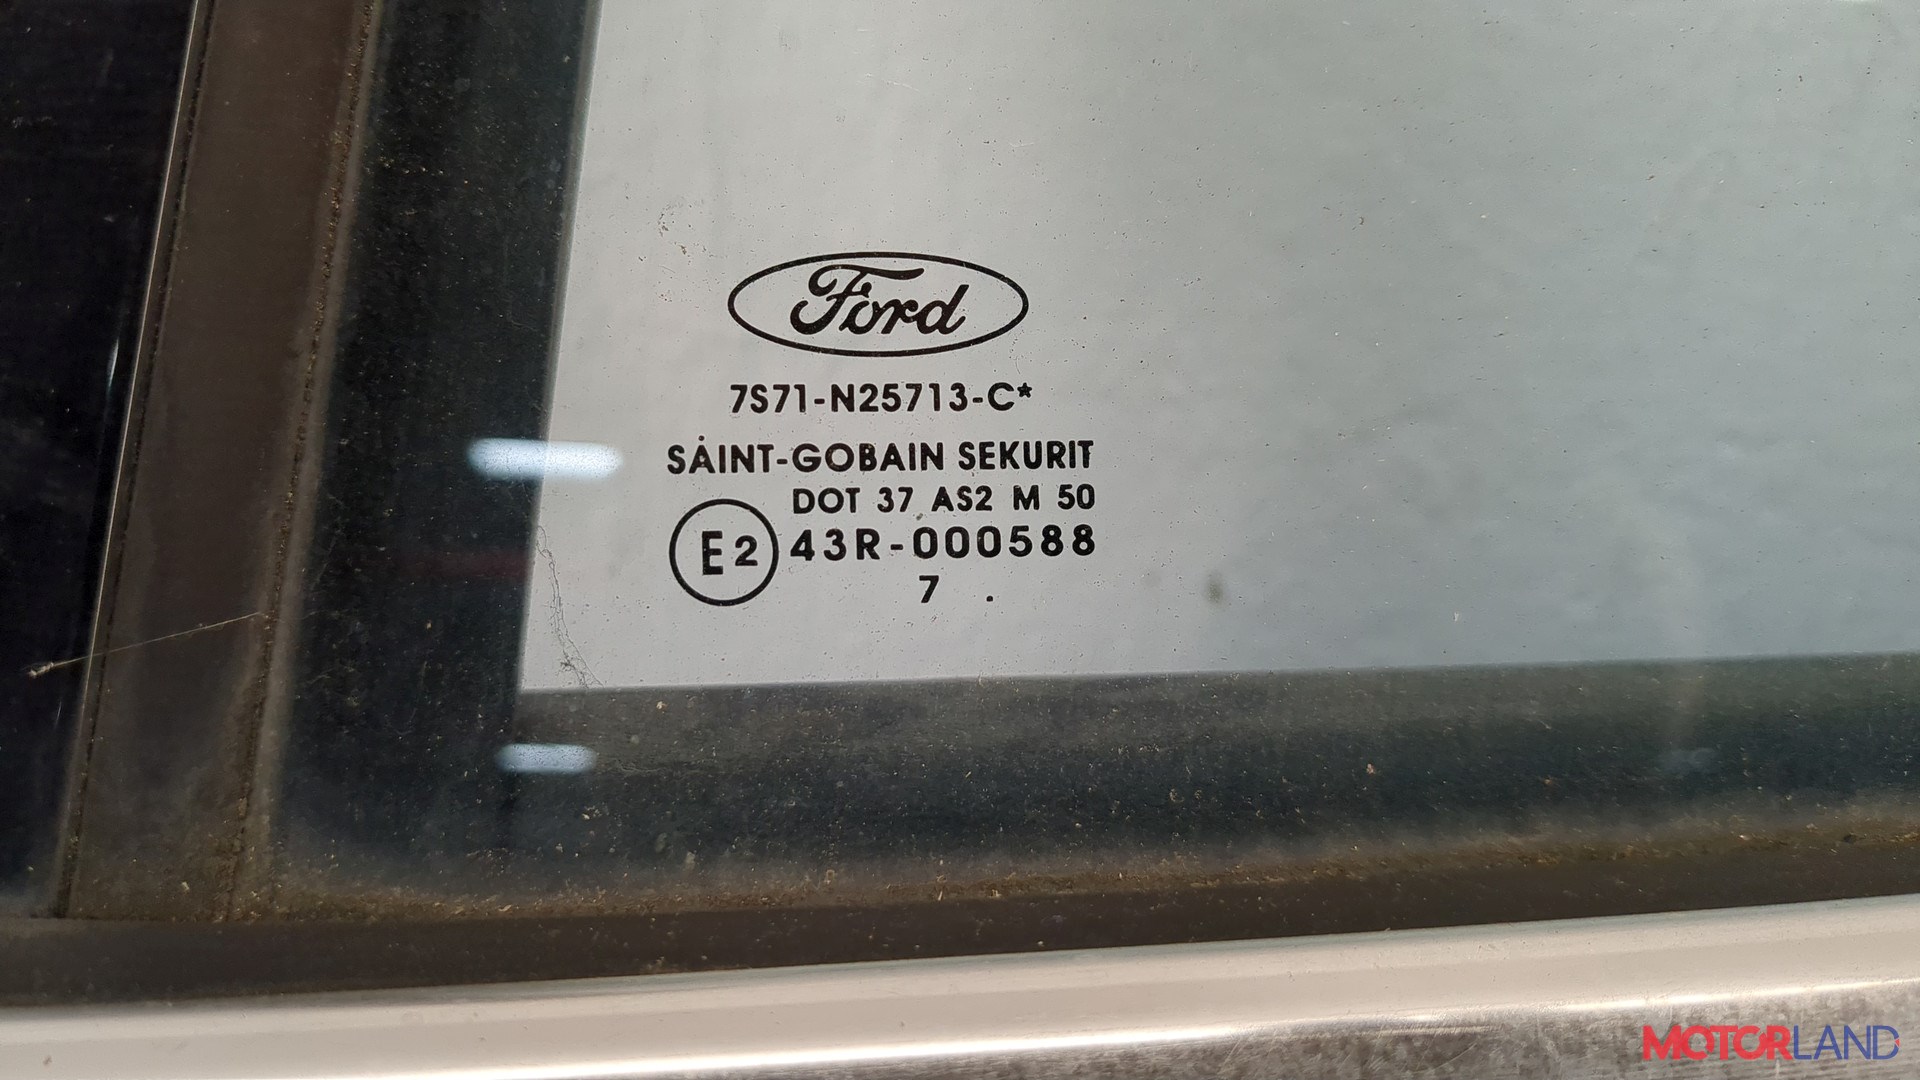 Ford
7S71-N25713-C*
SAINT-GOBAIN SEKURIT
DOT 37 AS2 M 50
E2 43R-000588
7 .
MOTORLAND